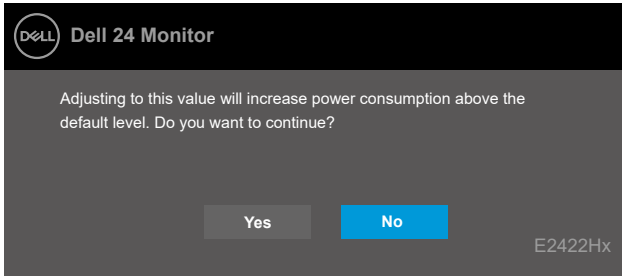 DELL Dell 24 Monitor
Adjusting to this value will increase power consumption above the
default level. Do you want to continue?
Yes No
E2422Hx